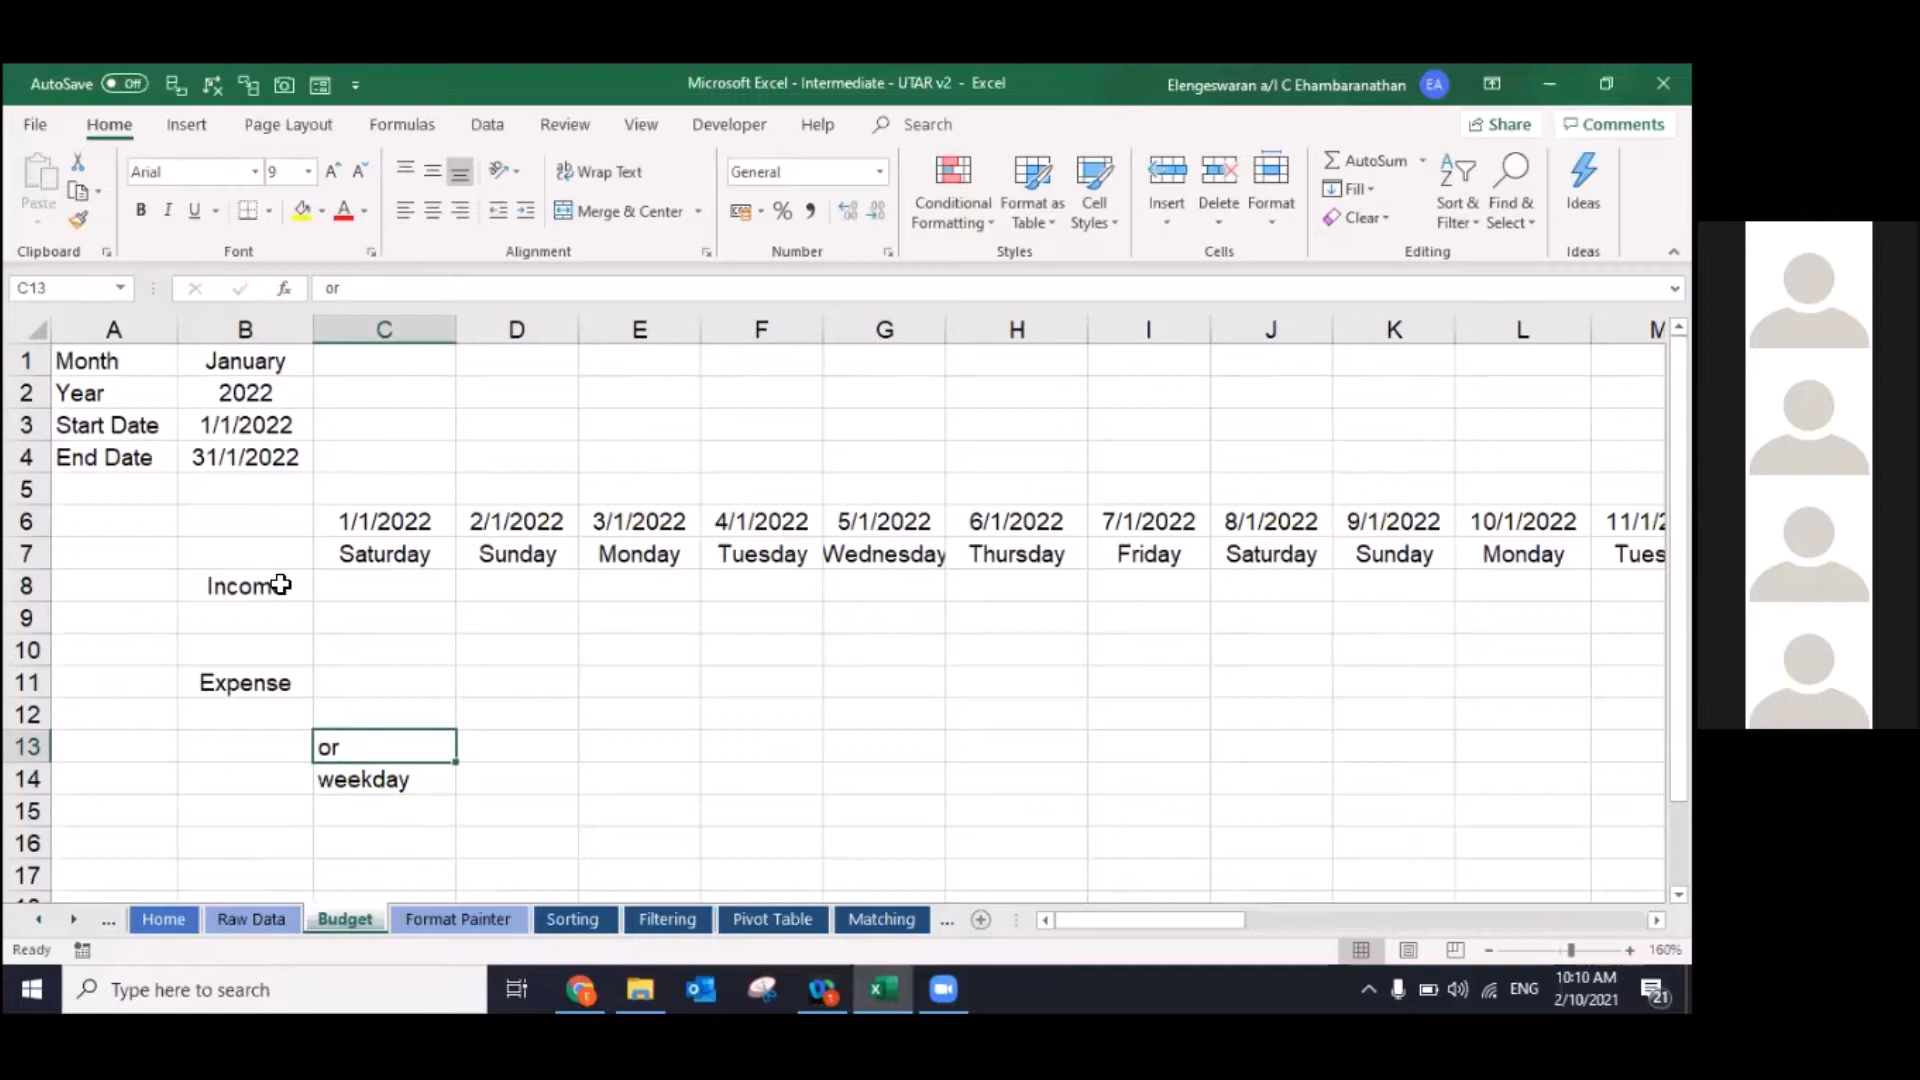 AutoSave Off Microsoft Excel - Intermediate - UTAR v2 - Excel Elengeswaran a/l C Ehambaranathan EA
File Home Insert Page Layout Formulas Data Review View Developer Help Search Share Comments
Paste Arial 9 Wrap Text General Conditional Formatting Format as Table Cell Styles Insert Delete Format AutoSum Fill Clear Sort & Filter Find & Select Ideas
B I U A Merge & Center % ,
Clipboard Font Alignment Number Styles Cells Editing Ideas
C13 fx or
A B C D E F G H I J K L M
1 Month January
2 Year 2022
3 Start Date 1/1/2022
4 End Date 31/1/2022
5
6 1/1/2022 2/1/2022 3/1/2022 4/1/2022 5/1/2022 6/1/2022 7/1/2022 8/1/2022 9/1/2022 10/1/2022 11/1/2
7 Saturday Sunday Monday Tuesday Wednesday Thursday Friday Saturday Sunday Monday Tues
8 Incom
9
10
11 Expense
12
13 or
14 weekday
15
16
17
... Home Raw Data Budget Format Painter Sorting Filtering Pivot Table Matching ...
Ready 160%
Type here to search ENG 10:10 AM
2/10/2021 21